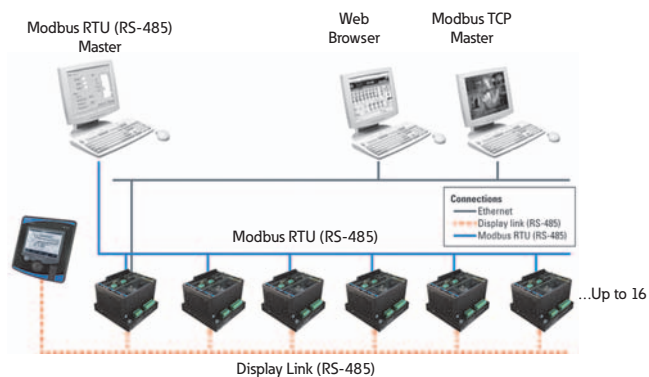 Modbus RTU (RS-485)
Master
Web
Browser
Modbus TCP
Master
Connections
Ethernet
Display link (RS-485)
Modbus RTU (RS-485)
Modbus RTU (RS-485)
...Up to 16
Display Link (RS-485)